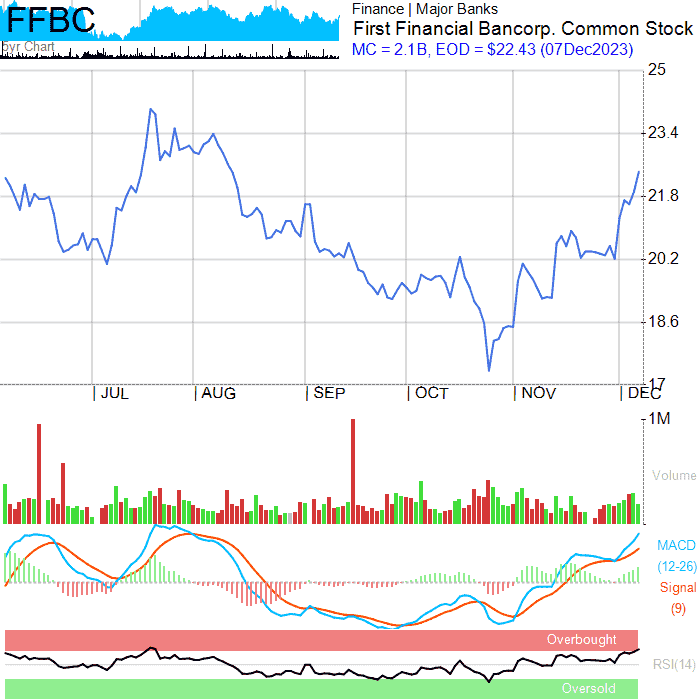 FFBC
byr Chart
Finance | Major Banks
First Financial Bancorp. Common Stock
MC = 2.1B, EOD = $22.43 (07Dec2023)
25
23.4
21.8
20.2
18.6
17
JUL AUG SEP OCT NOV DEC
1M
Volume
MACD
(12-26)
Signal
(9)
Overbought
RSI(14)
Oversold